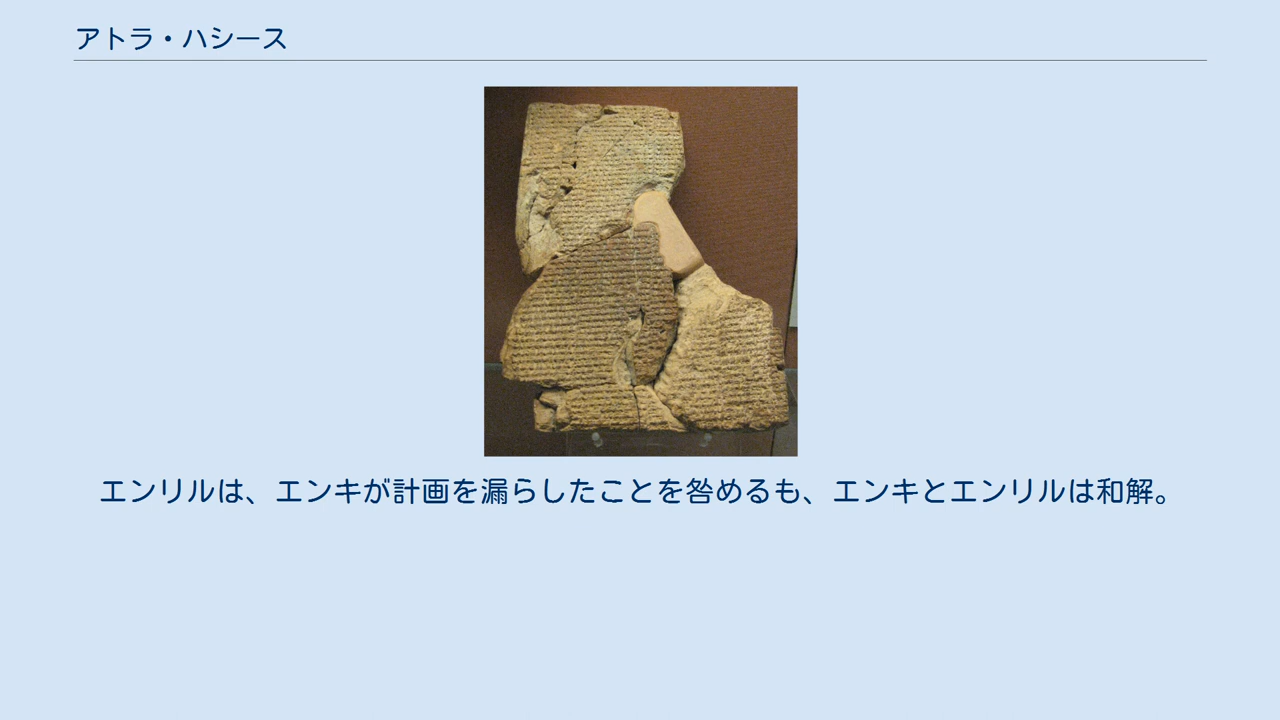 アトラ・ハシース
エンリルは、エンキが計画を漏らしたことを咎めるも、エンキとエンリルは和解。